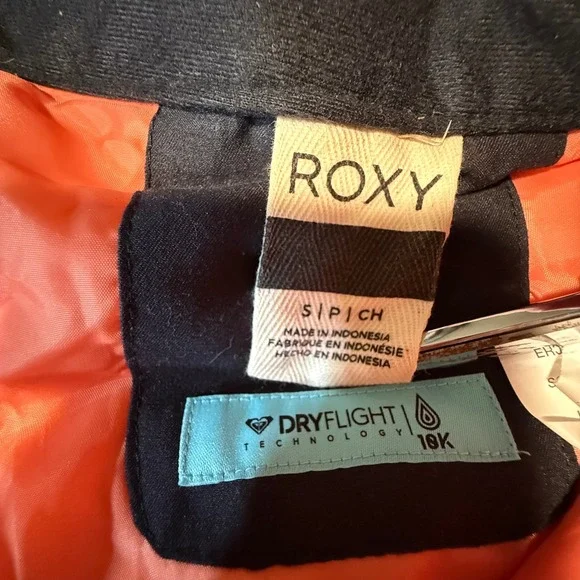 ROXY
S|P|CH
MADE IN INDONESIA
FABRIQUE EN INDONÉSIE
HECHO EN INDONESIA
DRYFLIGHT
TECHNOLOGY
10K